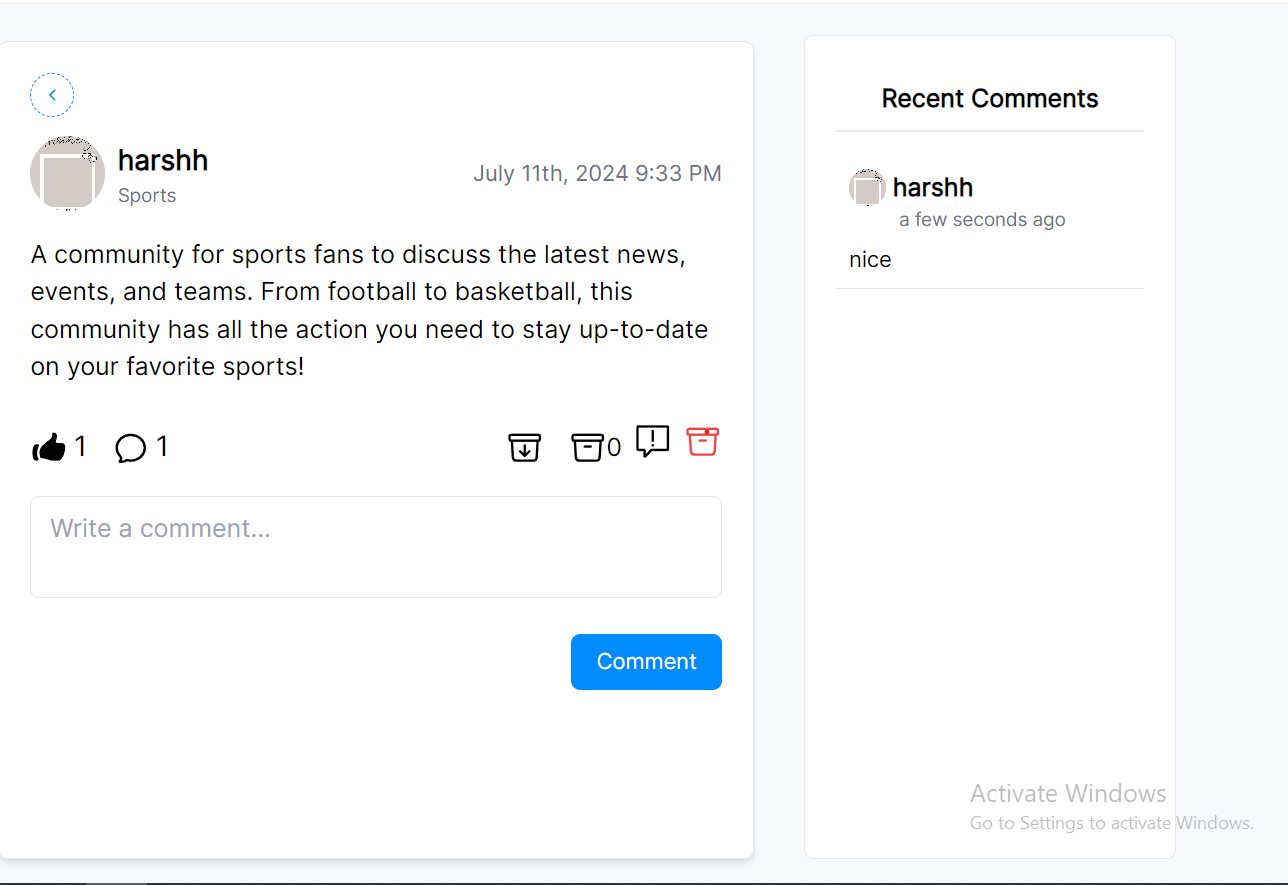 harshh
Sports
July 11th, 2024 9:33 PM
A community for sports fans to discuss the latest news,
events, and teams. From football to basketball, this
community has all the action you need to stay up-to-date
on your favorite sports!
1
1
0
Write a comment...
Comment
Recent Comments
harshh
a few seconds ago
nice
Activate Windows
Go to Settings to activate Windows.